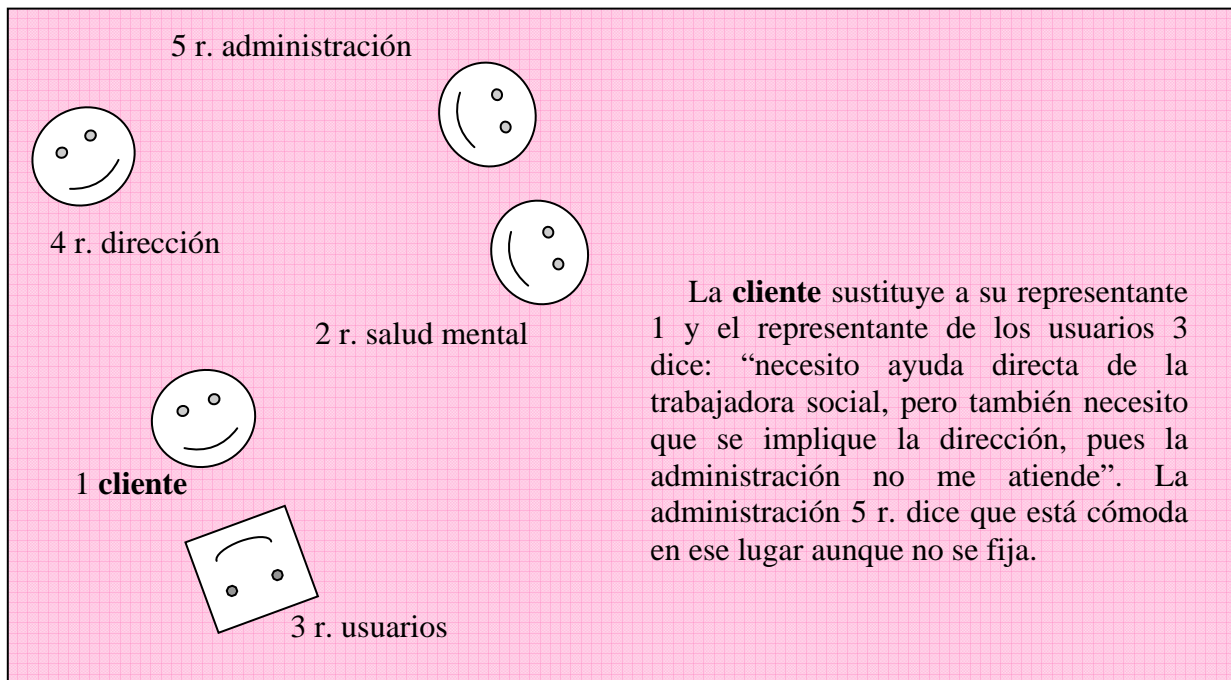 5 r. administración
4 r. dirección
2 r. salud mental
1 cliente
3 r. usuarios
La cliente sustituye a su representante
1 y el representante de los usuarios 3
dice: “necesito ayuda directa de la
trabajadora social, pero también necesito
que se implique la dirección, pues la
administración no me atiende”. La
administración 5 r. dice que está cómoda
en ese lugar aunque no se fija.